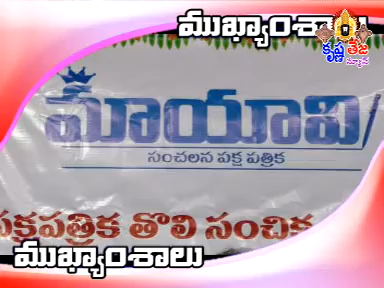 ముఖ్యాంశాలు
కృష్ణ తేజ
న్యూస్
మాయావి
సంచలన పక్ష పత్రిక
పక్షపత్రిక తొలి సంచిక
ముఖ్యాంశాలు